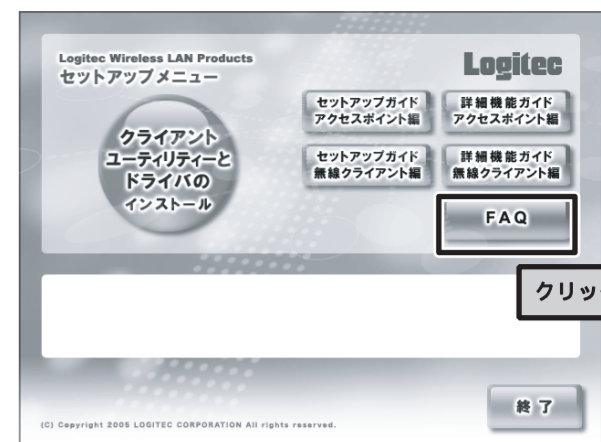 Logitec Wireless LAN Products
セットアップメニュー
Logitec
クライアント
ユーティリティーと
ドライバの
インストール
セットアップガイド
アクセスポイント編
詳細機能ガイド
アクセスポイント編
セットアップガイド
無線クライアント編
詳細機能ガイド
無線クライアント編
FAQ
クリッ
終了
(C) Copyright 2005 LOGITEC CORPORATION All rights reserved.